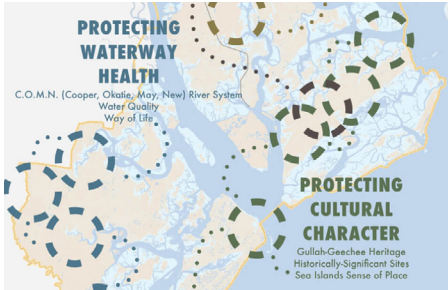 PROTECTING
WATERWAY
HEALTH
C.O.M.N. (Cooper, Okatie, May, New) River System
Water Quality
Way of Life
PROTECTING
CULTURAL
CHARACTER
Gullah-Geechee Heritage
Historically-Significant Sites
Sea Islands Sense of Place